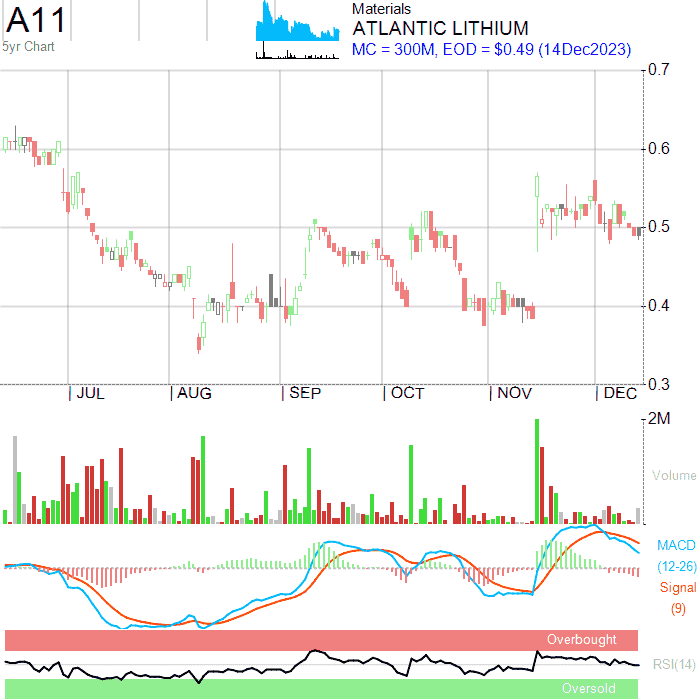 A11
5yr Chart
Materials
ATLANTIC LITHIUM
MC = 300M, EOD = $0.49 (14Dec2023)
0.7
0.6
0.5
0.4
0.3
JUL
AUG
SEP
OCT
NOV
DEC
2M
Volume
MACD
(12-26)
Signal
(9)
Overbought
RSI(14)
Oversold